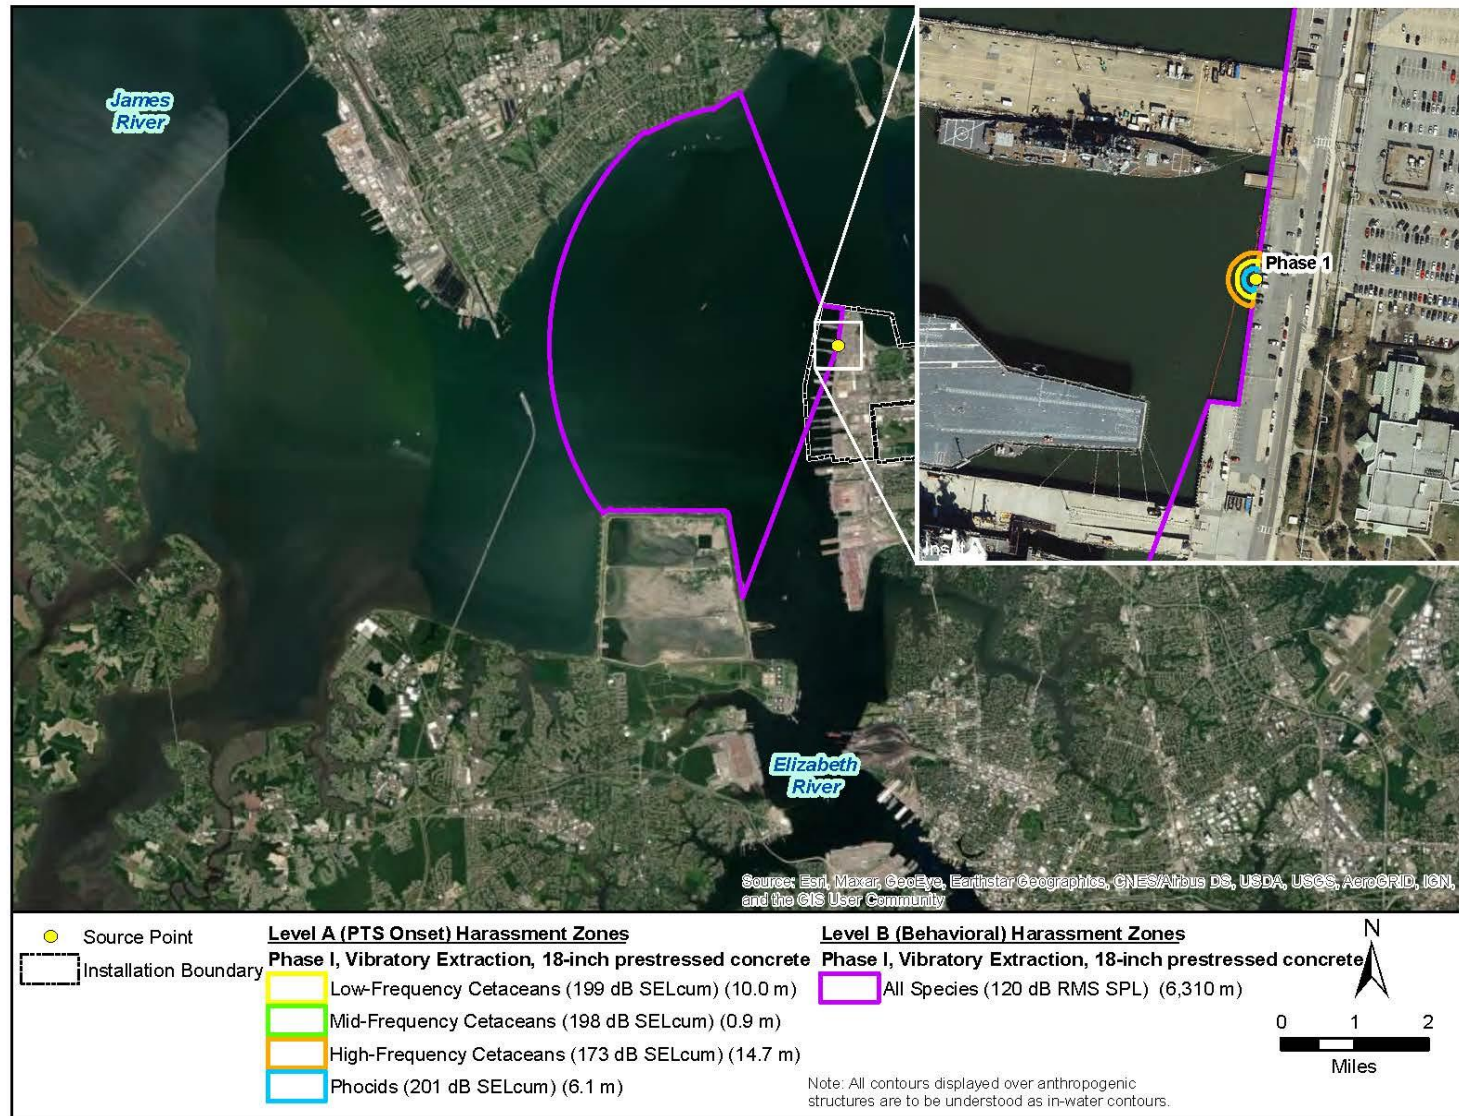 James
River
Phase 1
Elizabeth
River
Source: Esri, Maxar, GeoEye, Earthstar Geographics, CNES/Airbus DS, USDA, USGS, AeroGRID, IGN,
and the GIS User Community
Source Point
Installation Boundary
Level A (PTS Onset) Harassment Zones
Phase I, Vibratory Extraction, 18-inch prestressed concrete
Low-Frequency Cetaceans (199 dB SELcum) (10.0 m)
Mid-Frequency Cetaceans (198 dB SELcum) (0.9 m)
High-Frequency Cetaceans (173 dB SELcum) (14.7 m)
Phocids (201 dB SELcum) (6.1 m)
Level B (Behavioral) Harassment Zones
Phase I, Vibratory Extraction, 18-inch prestressed concrete
All Species (120 dB RMS SPL) (6,310 m)
Note: All contours displayed over anthropogenic
structures are to be understood as in-water contours.
N
0 1 2
Miles